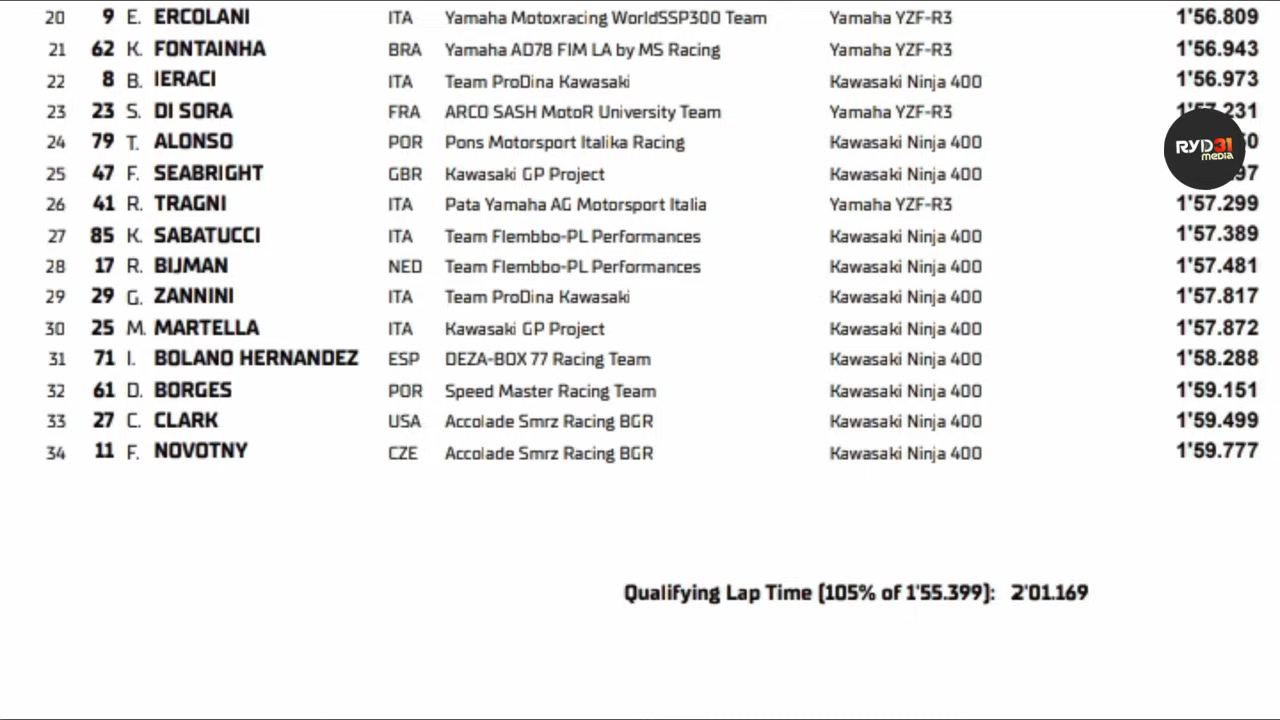 20 9 E. ERCOLANI ITA Yamaha Motoxracing WorldSSP300 Team Yamaha YZF-R3 1'56.809
21 62 K. FONTAINHA BRA Yamaha AD78 FIM LA by MS Racing Yamaha YZF-R3 1'56.943
22 8 B. IERACI ITA Team ProDina Kawasaki Kawasaki Ninja 400 1'56.973
23 23 S. DI SORA FRA ARCO SASH MotoR University Team Yamaha YZF-R3 1'57.231
24 79 T. ALONSO POR Pons Motorsport Italika Racing Kawasaki Ninja 400
25 47 F. SEABRIGHT GBR Kawasaki GP Project Kawasaki Ninja 400
26 41 R. TRAGNI ITA Pata Yamaha AG Motorsport Italia Yamaha YZF-R3 1'57.299
27 85 K. SABATUCCI ITA Team Flembbo-PL Performances Kawasaki Ninja 400 1'57.389
28 17 R. BIJMAN NED Team Flembbo-PL Performances Kawasaki Ninja 400 1'57.481
29 29 G. ZANNINI ITA Team ProDina Kawasaki Kawasaki Ninja 400 1'57.817
30 25 M. MARTELLA ITA Kawasaki GP Project Kawasaki Ninja 400 1'57.872
31 71 I. BOLANO HERNANDEZ ESP DEZA-BOX 77 Racing Team Kawasaki Ninja 400 1'58.288
32 61 D. BORGES POR Speed Master Racing Team Kawasaki Ninja 400 1'59.151
33 27 C. CLARK USA Accolade Smrz Racing BGR Kawasaki Ninja 400 1'59.499
34 11 F. NOVOTNY CZE Accolade Smrz Racing BGR Kawasaki Ninja 400 1'59.777
Qualifying Lap Time (105% of 1'55.399): 2'01.169
RYD31
media